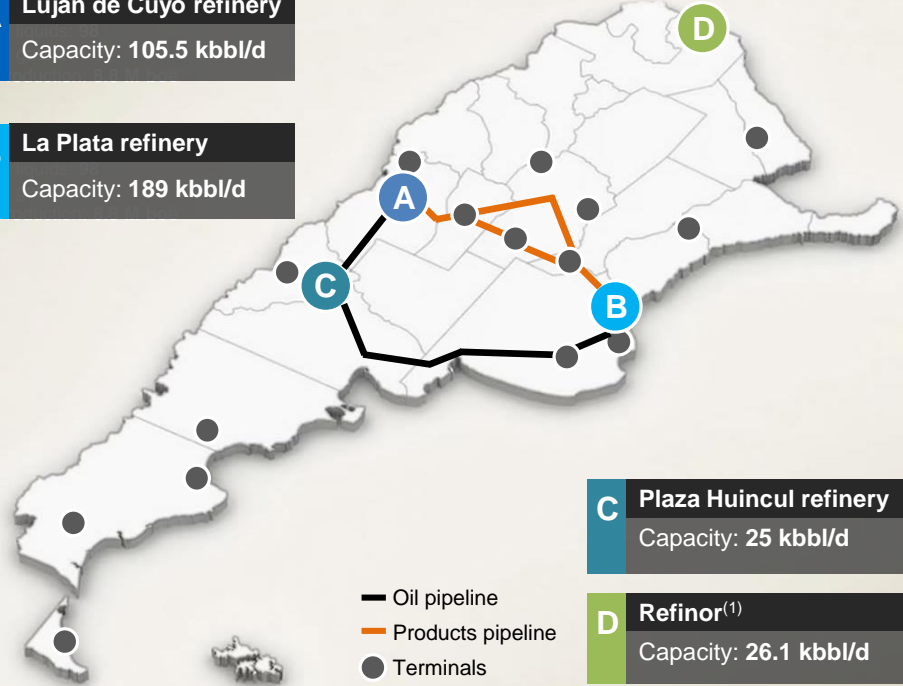 Luján de Cuyo refinery
Capacity: 105.5 kbbl/d
La Plata refinery
Capacity: 189 kbbl/d
D
A
C
B
C
Plaza Huincul refinery
Capacity: 25 kbbl/d
D
Refinor(1)
Capacity: 26.1 kbbl/d
Oil pipeline
Products pipeline
Terminals